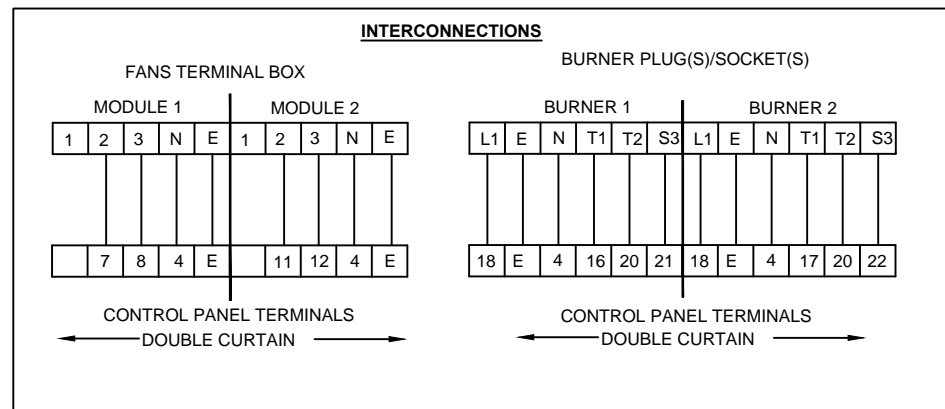 INTERCONNECTIONS
FANS TERMINAL BOX
MODULE 1 MODULE 2
1 2 3 N E 1 2 3 N E
7 8 4 E 11 12 4 E
CONTROL PANEL TERMINALS
DOUBLE CURTAIN
BURNER PLUG(S)/SOCKET(S)
BURNER 1 BURNER 2
L1 E N T1 T2 S3 L1 E N T1 T2 S3
18 E 4 16 20 21 18 E 4 17 20 22
CONTROL PANEL TERMINALS
DOUBLE CURTAIN